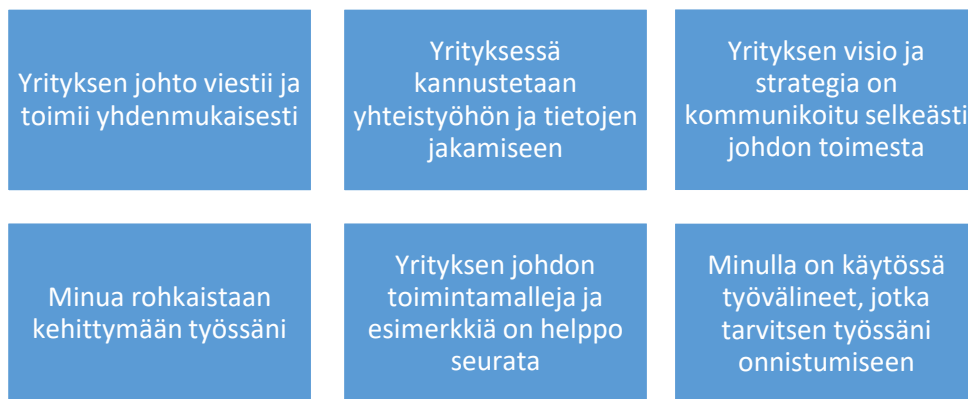 Yrityksen johto viestii ja
toimii yhdenmukaisesti
Yrityksessä
kannustetaan
yhteistyöhön ja tietojen
jakamiseen
Yrityksen visio ja
strategia on
kommunikoitu selkeästi
johdon toimesta
Minua rohkaistaan
kehittymään työssäni
Yrityksen johdon
toimintamalleja ja
esimerkkiä on helppo
seurata
Minulla on käytössä
työvälineet, jotka
tarvitsen työssäni
onnistumiseen